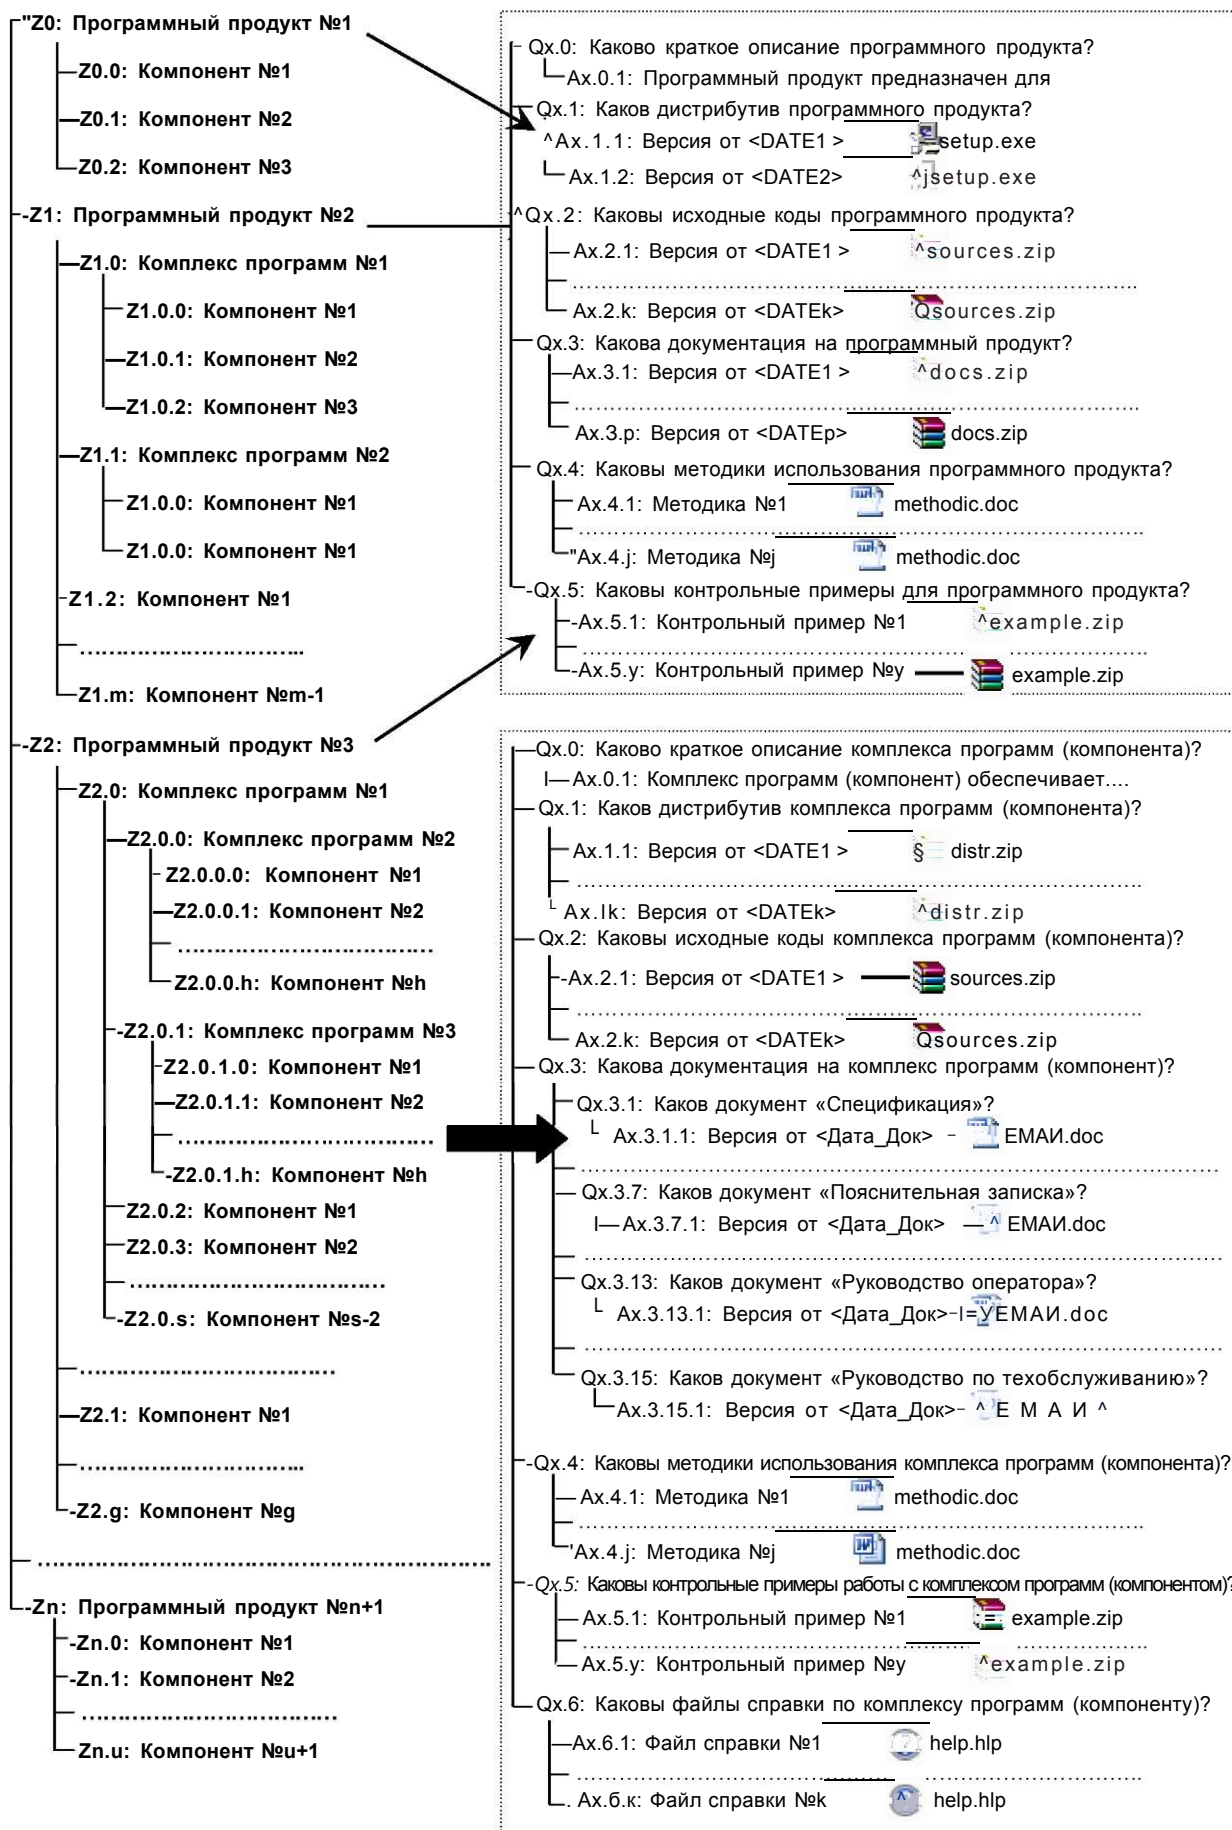 "Z0: Программный продукт №1
Z0.0: Компонент №1
Z0.1: Компонент №2
Z0.2: Компонент №3
-Z1: Программный продукт №2
Z1.0: Комплекс программ №1
Z1.0.0: Компонент №1
Z1.0.1: Компонент №2
Z1.0.2: Компонент №3
Z1.1: Комплекс программ №2
Z1.0.0: Компонент №1
Z1.0.0: Компонент №1
Z1.2: Компонент №1
Z1.m: Компонент №m-1
-Z2: Программный продукт №3
Z2.0: Комплекс программ №1
Z2.0.0: Комплекс программ №2
Z2.0.0.0: Компонент №1
Z2.0.0.1: Компонент №2
Z2.0.0.h: Компонент №h
-Z2.0.1: Комплекс программ №3
Z2.0.1.0: Компонент №1
Z2.0.1.1: Компонент №2
-Z2.0.1.h: Компонент №h
Z2.0.2: Компонент №1
Z2.0.3: Компонент №2
-Z2.0.s: Компонент №s-2
Z2.1: Компонент №1
-Z2.g: Компонент №g
-Zn: Программный продукт №n+1
-Zn.0: Компонент №1
-Zn.1: Компонент №2
Zn.u: Компонент №u+1
Qx.0: Каково краткое описание программного продукта?
Ax.0.1: Программный продукт предназначен для
Qx.1: Каков дистрибутив программного продукта?
^Ax.1.1: Версия от <DATE1 > setup.exe
Ax.1.2: Версия от <DATE2> ^jsetup.exe
^Qx.2: Каковы исходные коды программного продукта?
Ax.2.1: Версия от <DATE1 > ^sources.zip
Ax.2.k: Версия от <DATEk> Qsources.zip
Qx.3: Какова документация на программный продукт?
Ax.3.1: Версия от <DATE1 > ^docs.zip
Ax.3.p: Версия от <DATEp> docs.zip
Qx.4: Каковы методики использования программного продукта?
Ax.4.1: Методика №1 methodic.doc
"Ax.4.j: Методика №j methodic.doc
-Qx.5: Каковы контрольные примеры для программного продукта?
-Ax.5.1: Контрольный пример №1 ^example.zip
-Ax.5.y: Контрольный пример №y example.zip
Qx.0: Каково краткое описание комплекса программ (компонента)?
I—Ax.0.1: Комплекс программ (компонент) обеспечивает....
Qx.1: Каков дистрибутив комплекса программ (компонента)?
Ax.1.1: Версия от <DATE1 > § distr.zip
Ax.Ik: Версия от <DATEk> ^distr.zip
Qx.2: Каковы исходные коды комплекса программ (компонента)?
-Ax.2.1: Версия от <DATE1 > sources.zip
Ax.2.k: Версия от <DATEk> Qsources.zip
Qx.3: Какова документация на комплекс программ (компонент)?
Qx.3.1: Каков документ «Спецификация»?
Ax.3.1.1: Версия от <Дата_Док> - ЕМАИ.doc
Qx.3.7: Каков документ «Пояснительная записка»?
I—Ax.3.7.1: Версия от <Дата_Док> —^ ЕМАИ.doc
Qx.3.13: Каков документ «Руководство оператора»?
Ax.3.13.1: Версия от <Дата_Док>-I=УЕМАИ.doc
Qx.3.15: Каков документ «Руководство по техобслуживанию»?
Ax.3.15.1: Версия от <Дата_Док>- ^ Е М А И ^
-Qx.4: Каковы методики использования комплекса программ (компонента)?
Ax.4.1: Методика №1 methodic.doc
'Ax.4.j: Методика №j methodic.doc
-Qx.5: Каковы контрольные примеры работы с комплексом программ (компонентом)?
Ax.5.1: Контрольный пример №1 example.zip
Ax.5.y: Контрольный пример №y ^example.zip
Qx.6: Каковы файлы справки по комплексу программ (компоненту)?
Ax.6.1: Файл справки №1 help.hlp
. Ax.б.к: Файл справки №k help.hlp